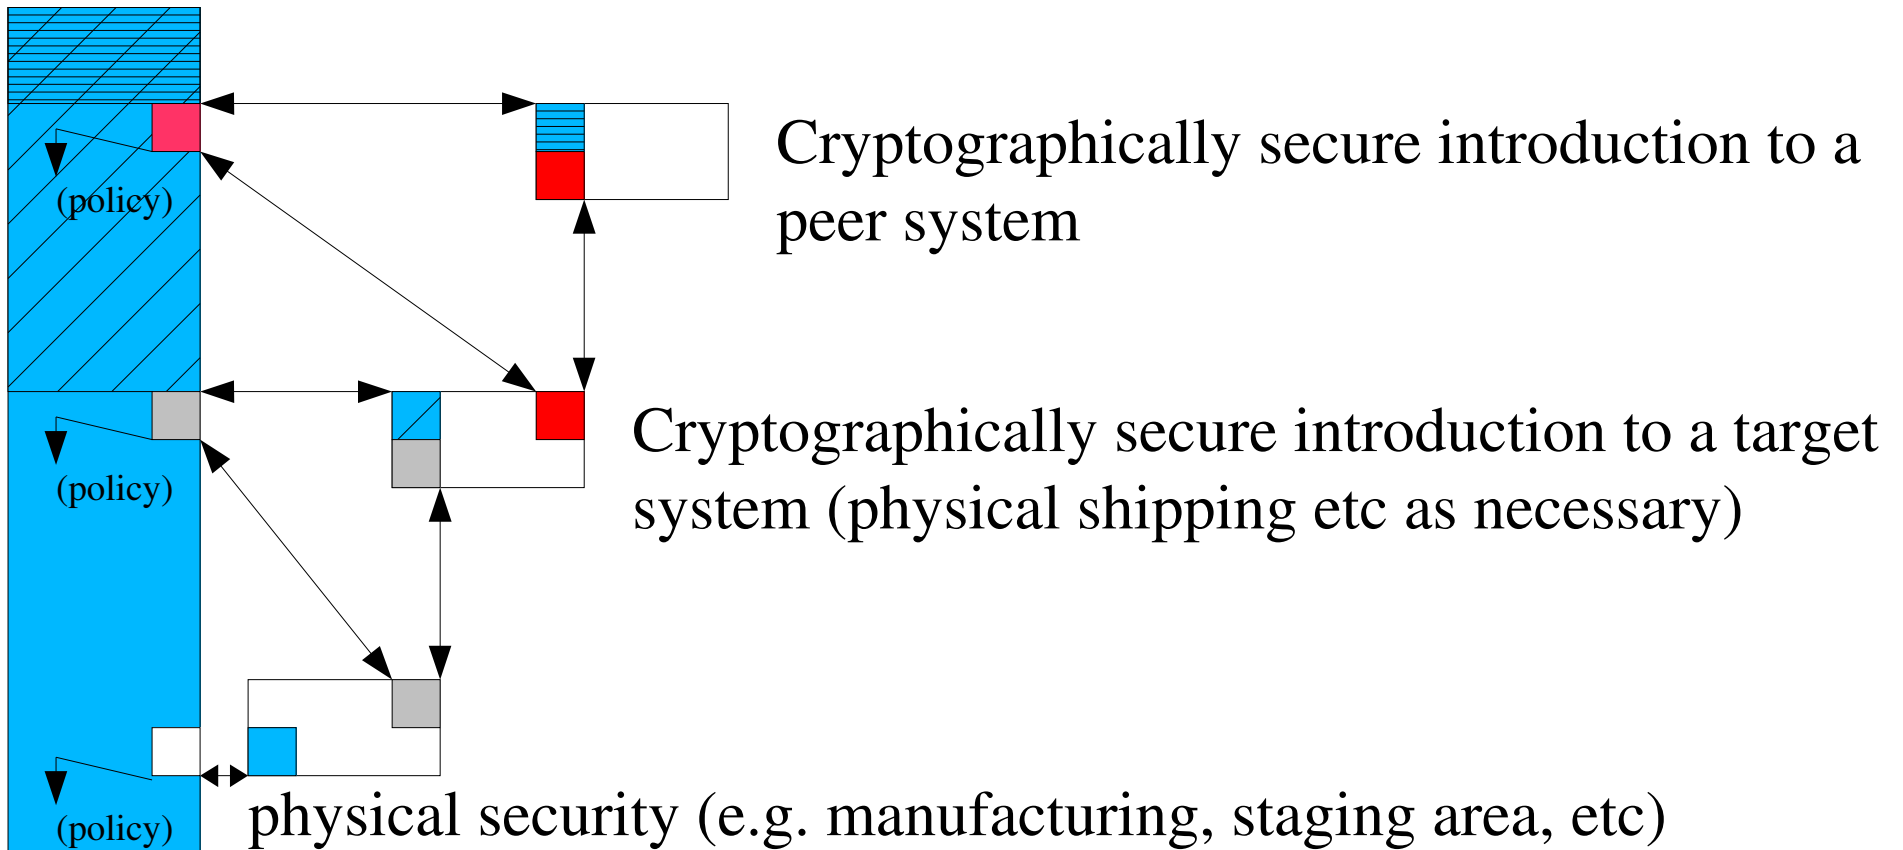 Cryptographically secure introduction to a
peer system
(policy)
Cryptographically secure introduction to a target
system (physical shipping etc as necessary)
(policy)
physical security (e.g. manufacturing, staging area, etc)
(policy)